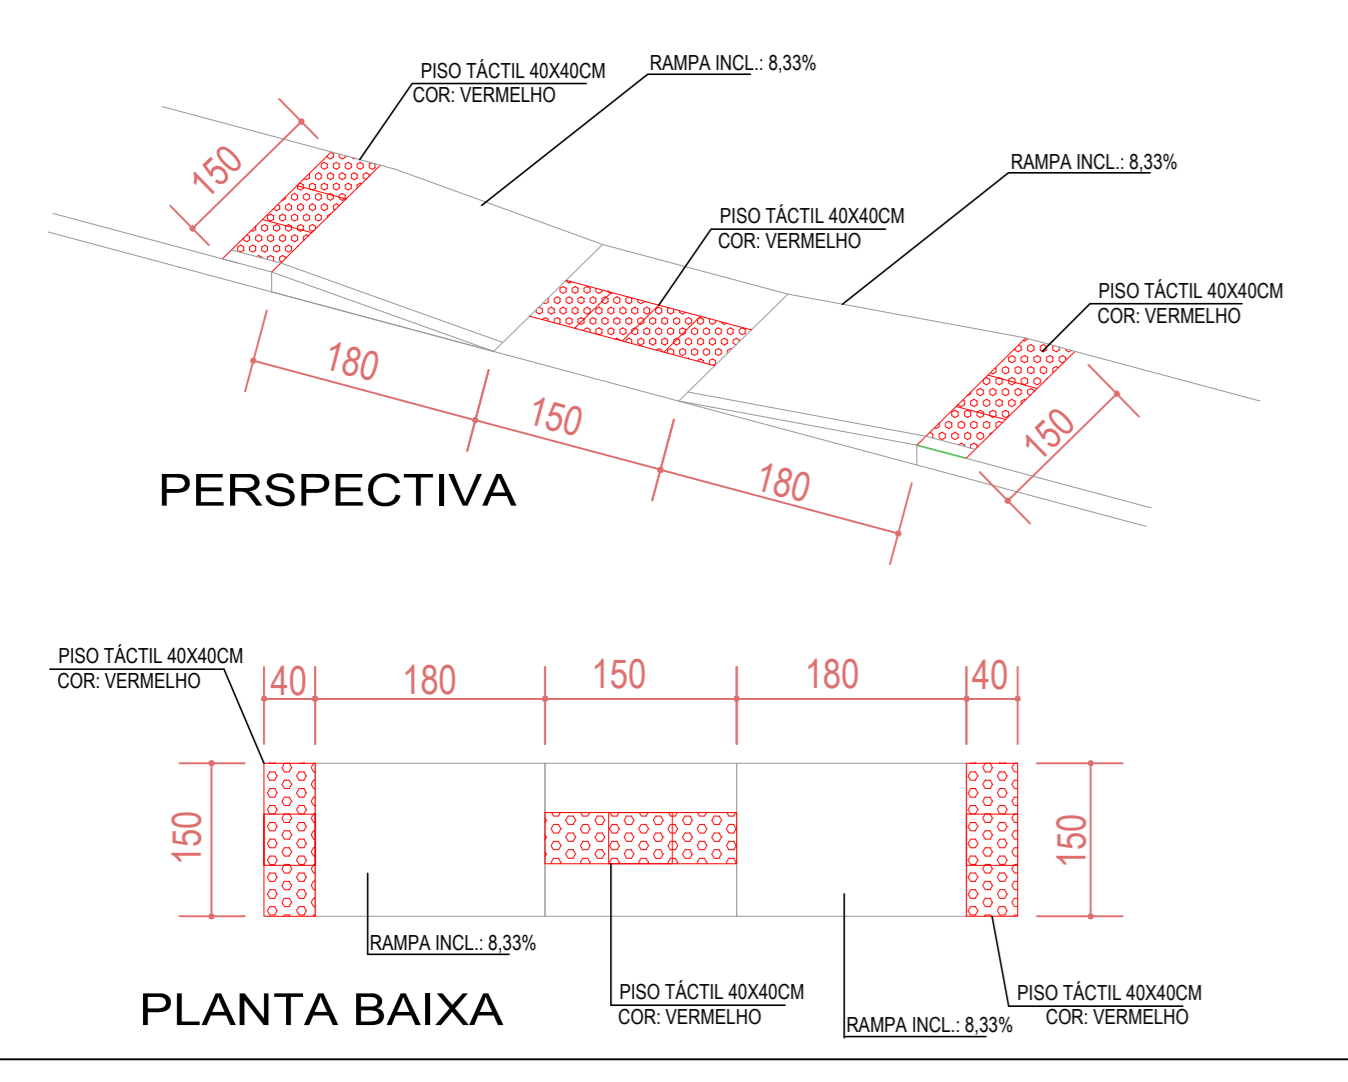 PISO TÁCTIL 40X40CM
COR: VERMELHO
RAMPA INCL.: 8,33%
RAMPA INCL.: 8,33%
150
PISO TÁCTIL 40X40CM
COR: VERMELHO
PISO TÁCTIL 40X40CM
COR: VERMELHO
180
150
150
180
PERSPECTIVA
PISO TÁCTIL 40X40CM
COR: VERMELHO
40
180
150
180
40
150
150
RAMPA INCL.: 8,33%
PISO TÁCTIL 40X40CM
COR: VERMELHO
PISO TÁCTIL 40X40CM
COR: VERMELHO
RAMPA INCL.: 8,33%
PLANTA BAIXA